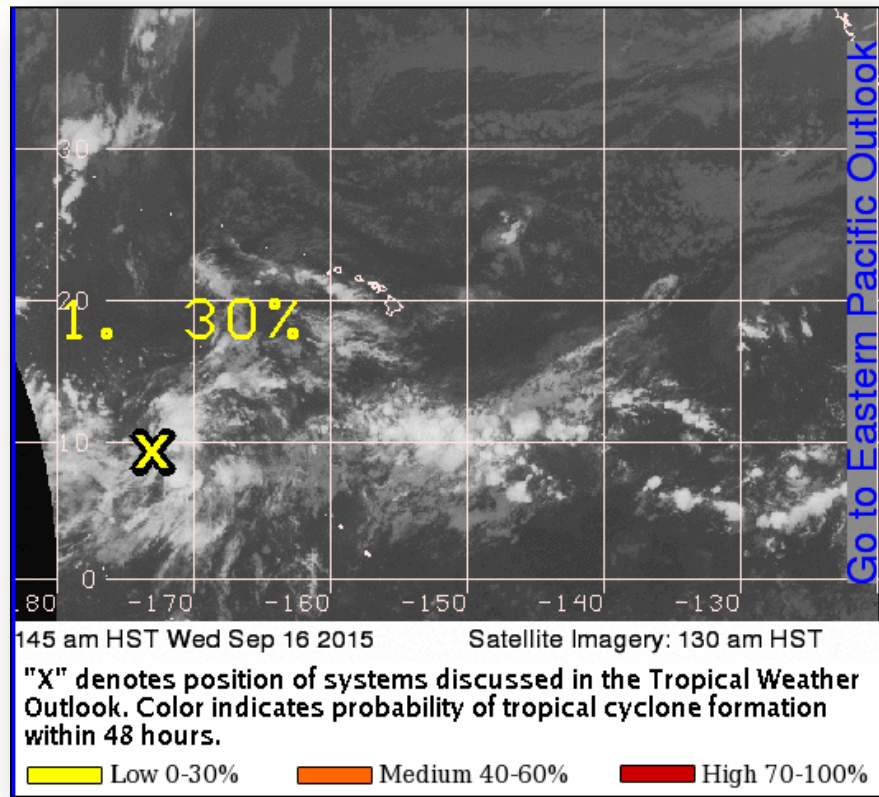 30
20
1. 30%
X
10
0
180 -170 -160 -150 -140 -130
Go to Eastern Pacific Outlook
145 am HST Wed Sep 16 2015 Satellite Imagery: 130 am HST
"X" denotes position of systems discussed in the Tropical Weather
Outlook. Color indicates probability of tropical cyclone formation
within 48 hours.
Low 0-30% Medium 40-60% High 70-100%